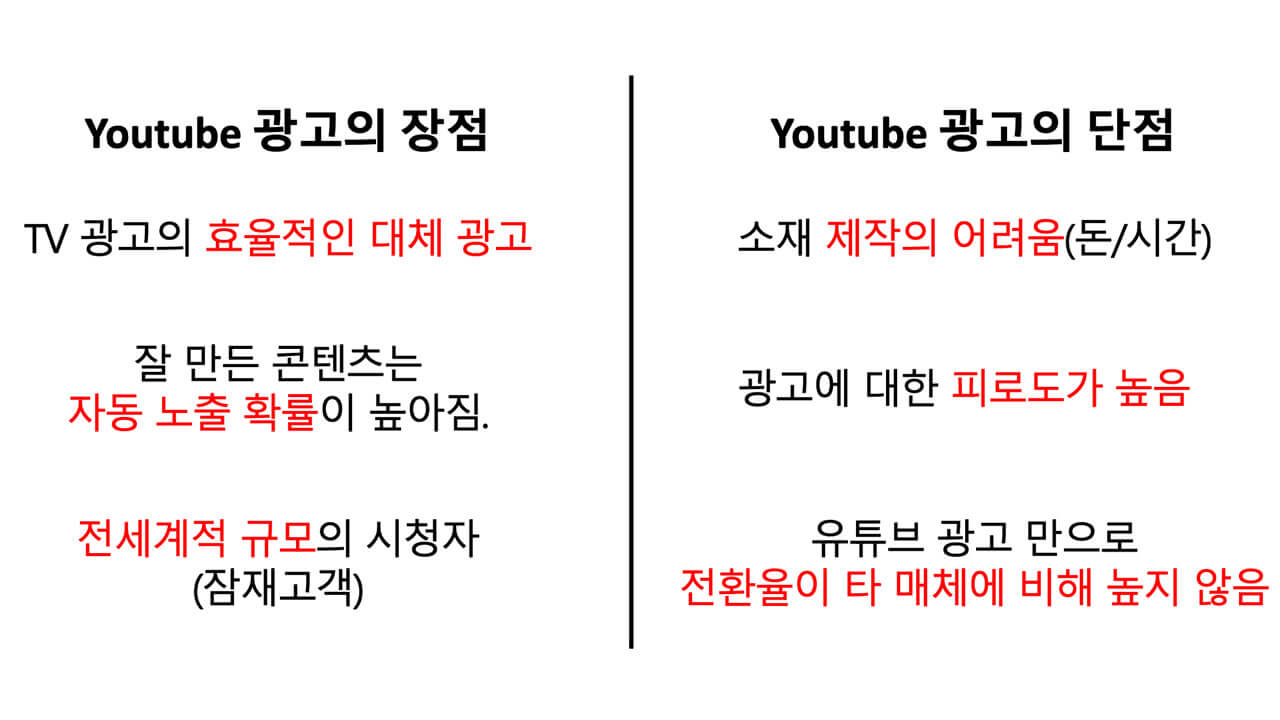 Youtube 광고의 장점
TV 광고의 효율적인 대체 광고
잘 만든 콘텐츠는
자동 노출 확률이 높아짐.
전세계적 규모의 시청자
(잠재고객)
Youtube 광고의 단점
소재 제작의 어려움(돈/시간)
광고에 대한 피로도가 높음
유튜브 광고 만으로
전환율이 타 매체에 비해 높지 않음